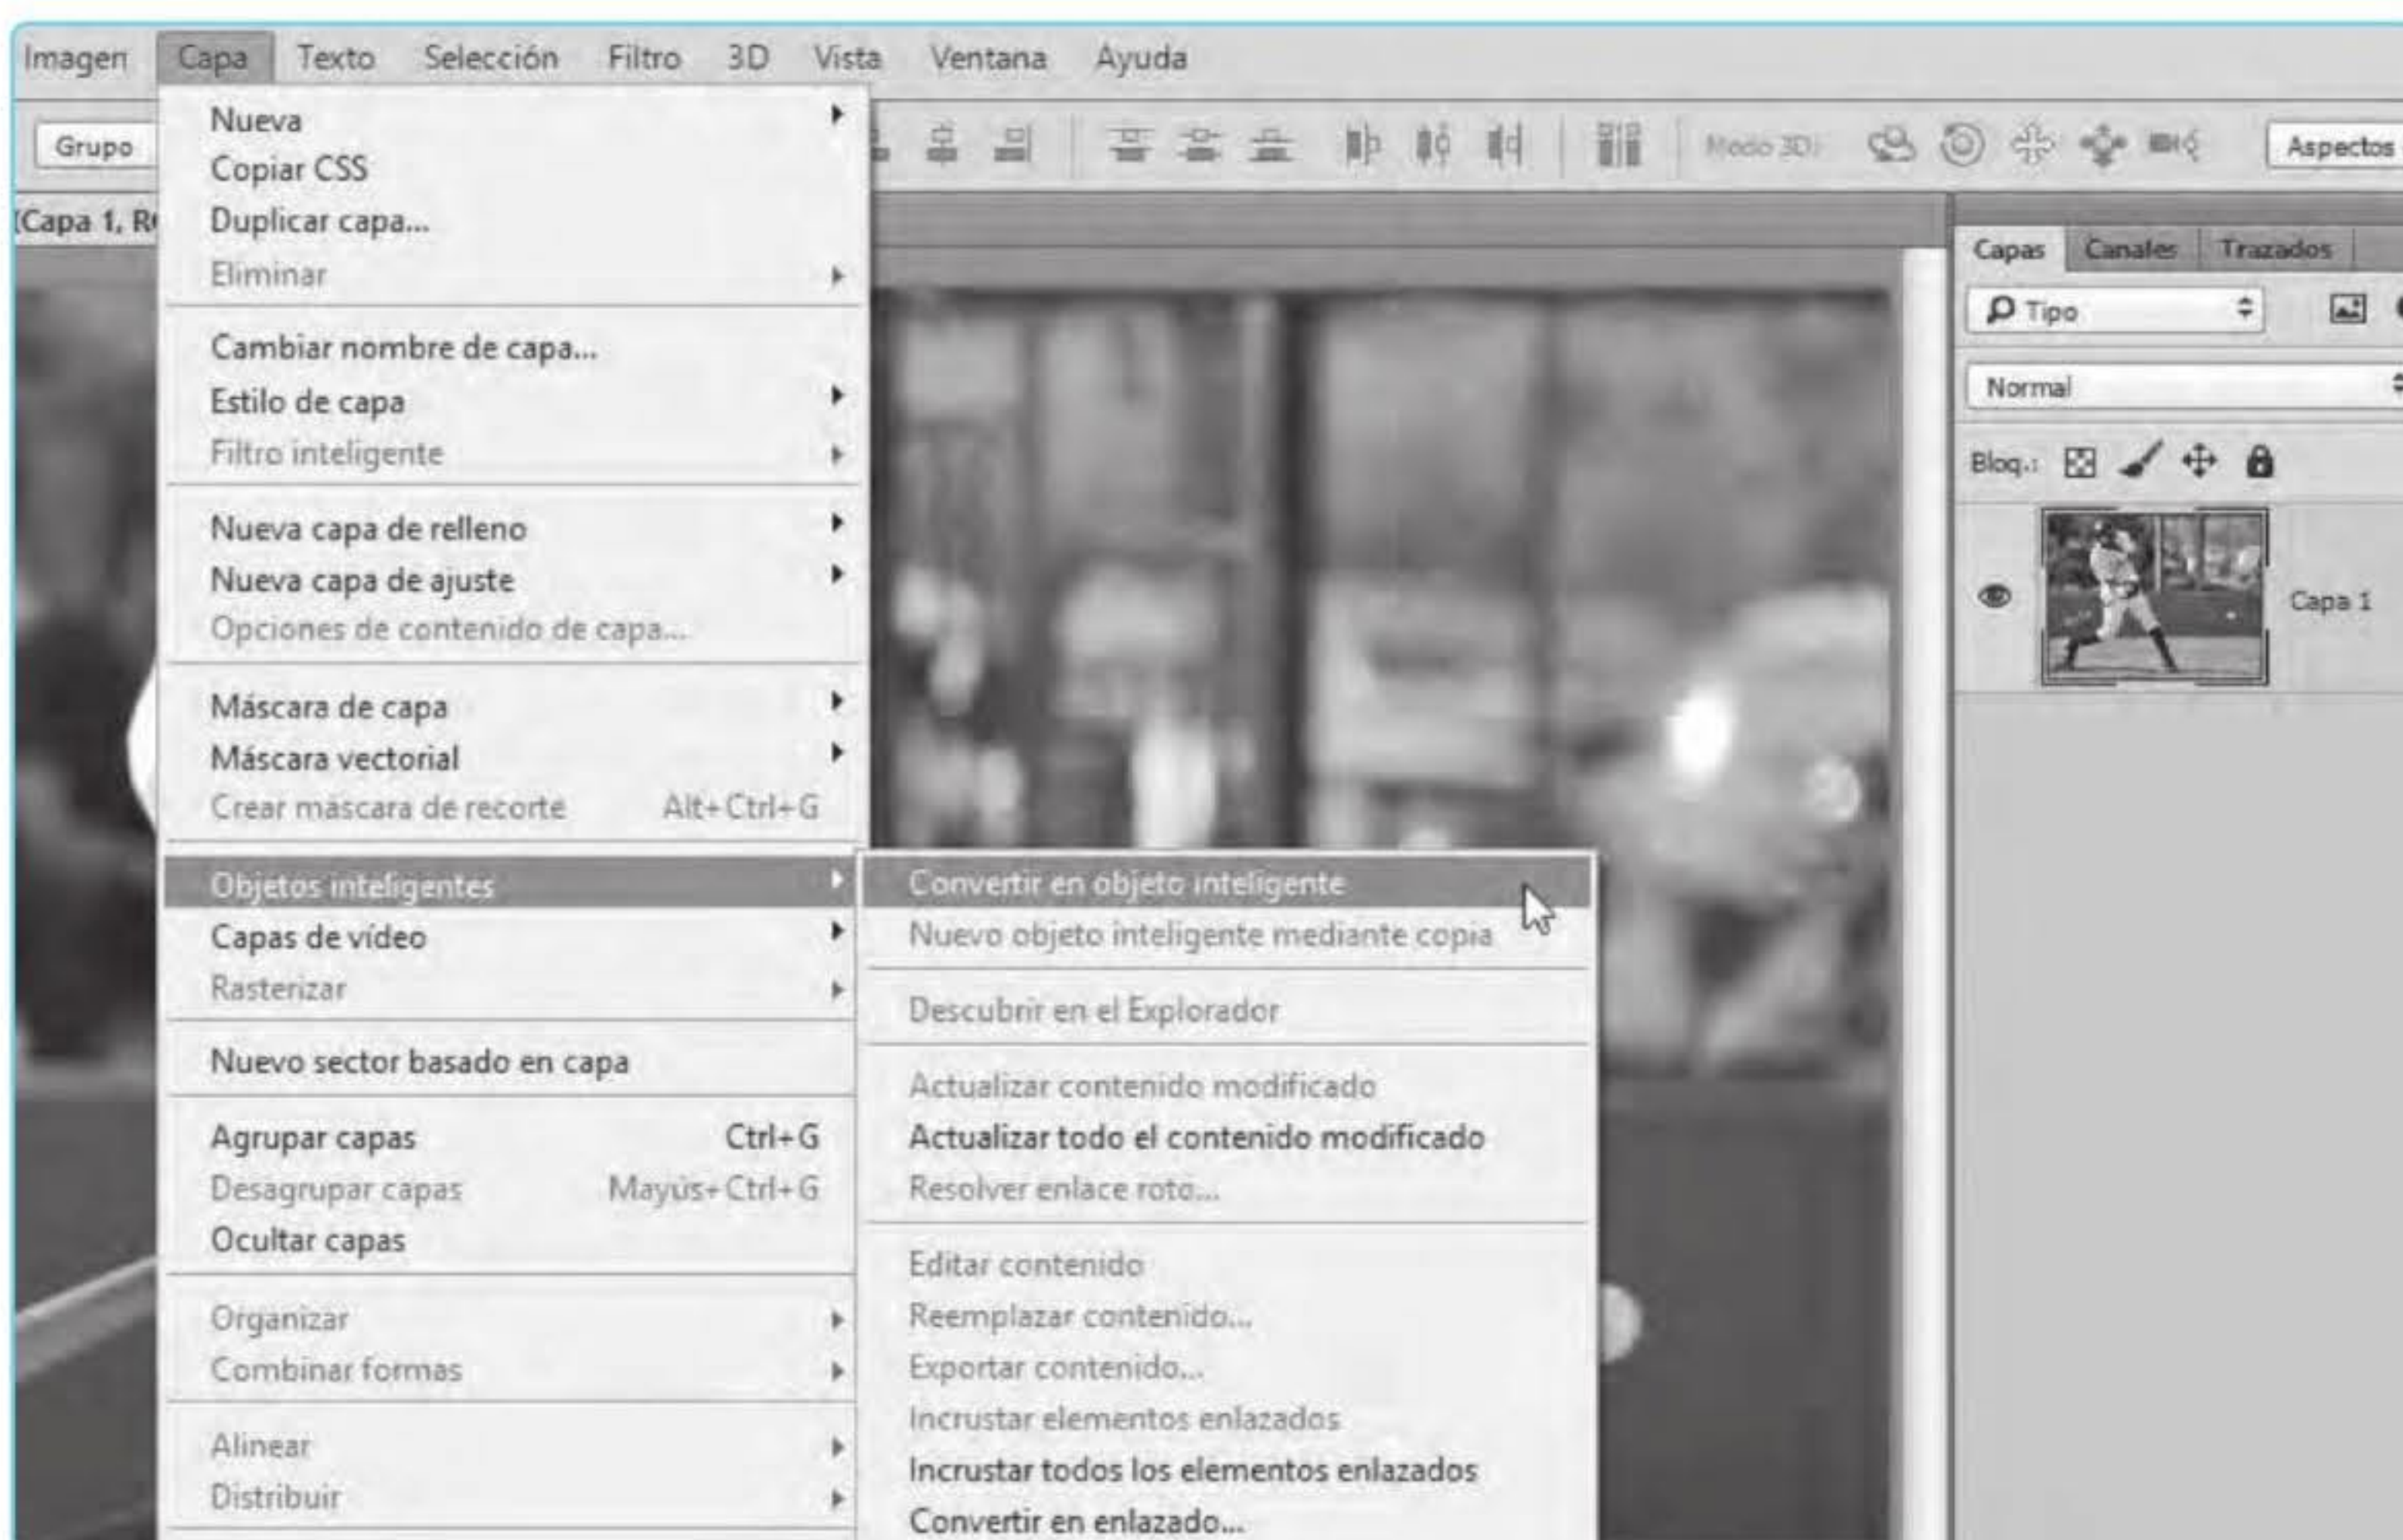 Imagen Capa Texto Selección Filtro 3D Vista Ventana Ayuda
Grupo
Modo 3D:
Aspectos
(Capa 1, R
Nueva
Copiar CSS
Duplicar capa...
Eliminar
Cambiar nombre de capa...
Estilo de capa
Filtro inteligente
Nueva capa de relleno
Nueva capa de ajuste
Opciones de contenido de capa...
Máscara de capa
Máscara vectorial
Crear máscara de recorte Alt+Ctrl+G
Objetos inteligentes
Capas de vídeo
Rasterizar
Nuevo sector basado en capa
Agrupar capas Ctrl+G
Desagrupar capas Mayús+Ctrl+G
Ocultar capas
Organizar
Combinar formas
Alinear
Distribuir
Convertir en objeto inteligente
Nuevo objeto inteligente mediante copia
Descubrir en el Explorador
Actualizar contenido modificado
Actualizar todo el contenido modificado
Resolver enlace roto...
Editar contenido
Reemplazar contenido...
Exportar contenido...
Incrustar elementos enlazados
Incrustar todos los elementos enlazados
Convertir en enlazado...
Capas Canales Trazados
Tipo
Normal
Bloq.:
Capa 1